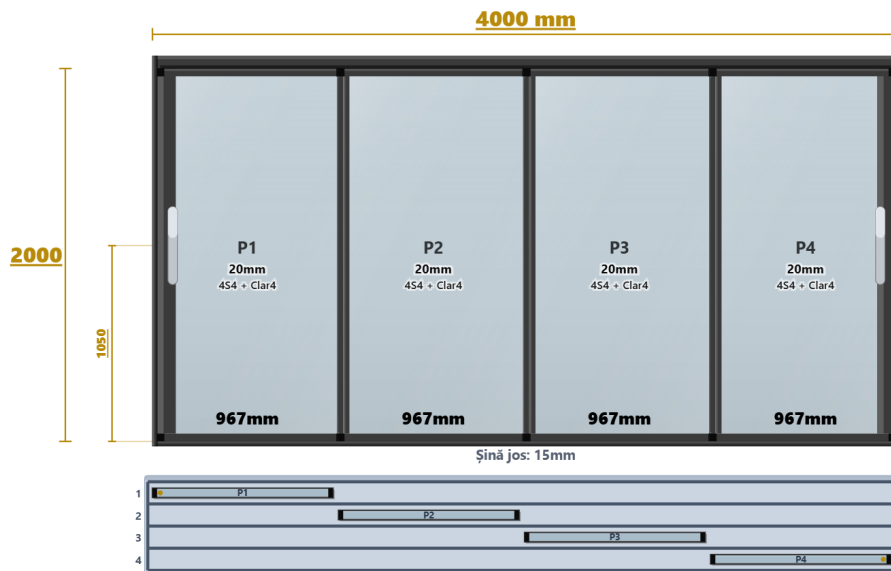 4000 mm
2000
1050
P1
20mm
4S4 + Clar4
967mm
P2
20mm
4S4 + Clar4
967mm
P3
20mm
4S4 + Clar4
967mm
P4
20mm
4S4 + Clar4
967mm
Șină jos: 15mm
1 P1
2 P2
3 P3
4 P4